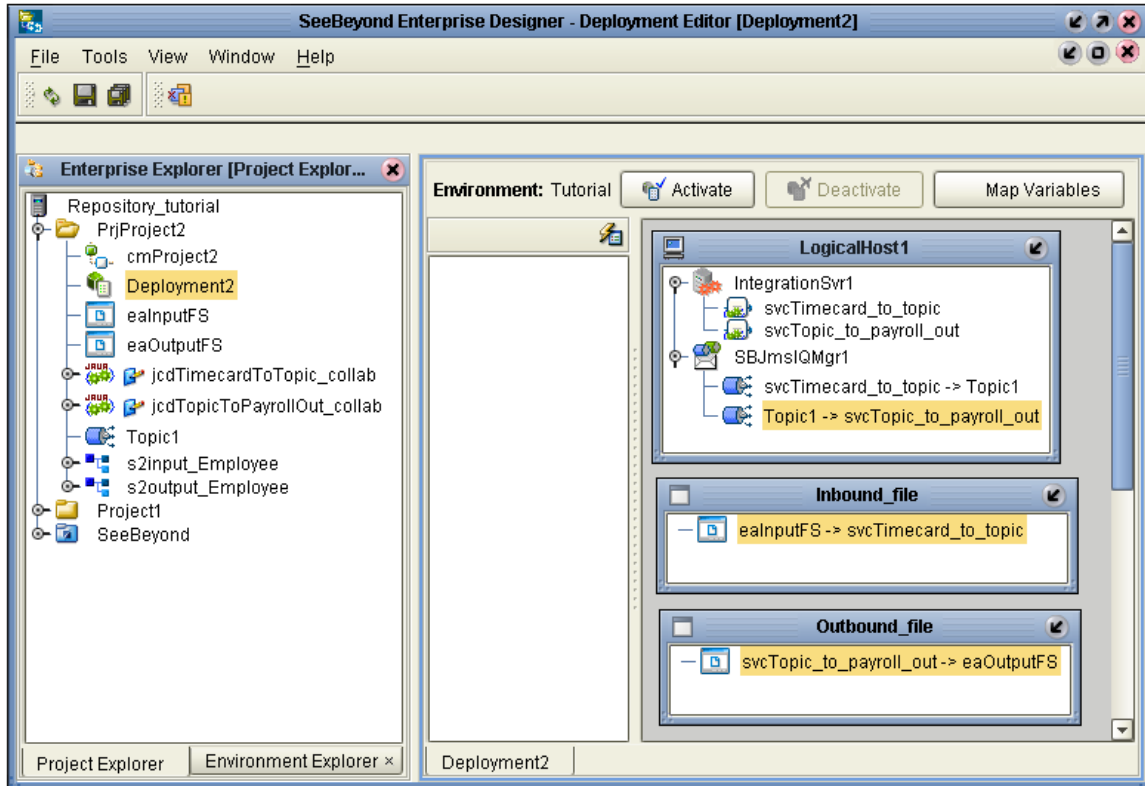 SeeBeyond Enterprise Designer - Deployment Editor [Deployment2]
File Tools View Window Help
Enterprise Explorer [Project Explor...
Repository_tutorial
PrjProject2
cmProject2
Deployment2
eaInputFS
eaOutputFS
JAVA jcdTimecardToTopic_collab
JAVA jcdTopicToPayrollOut_collab
Topic1
s2input_Employee
s2output_Employee
Project1
SeeBeyond
Project Explorer Environment Explorer ×
Environment: Tutorial Activate Deactivate Map Variables
LogicalHost1
IntegrationSvr1
svcTimecard_to_topic
svcTopic_to_payroll_out
SBJmsIQMgr1
svcTimecard_to_topic -> Topic1
Topic1 -> svcTopic_to_payroll_out
Inbound_file
eaInputFS -> svcTimecard_to_topic
Outbound_file
svcTopic_to_payroll_out -> eaOutputFS
Deployment2